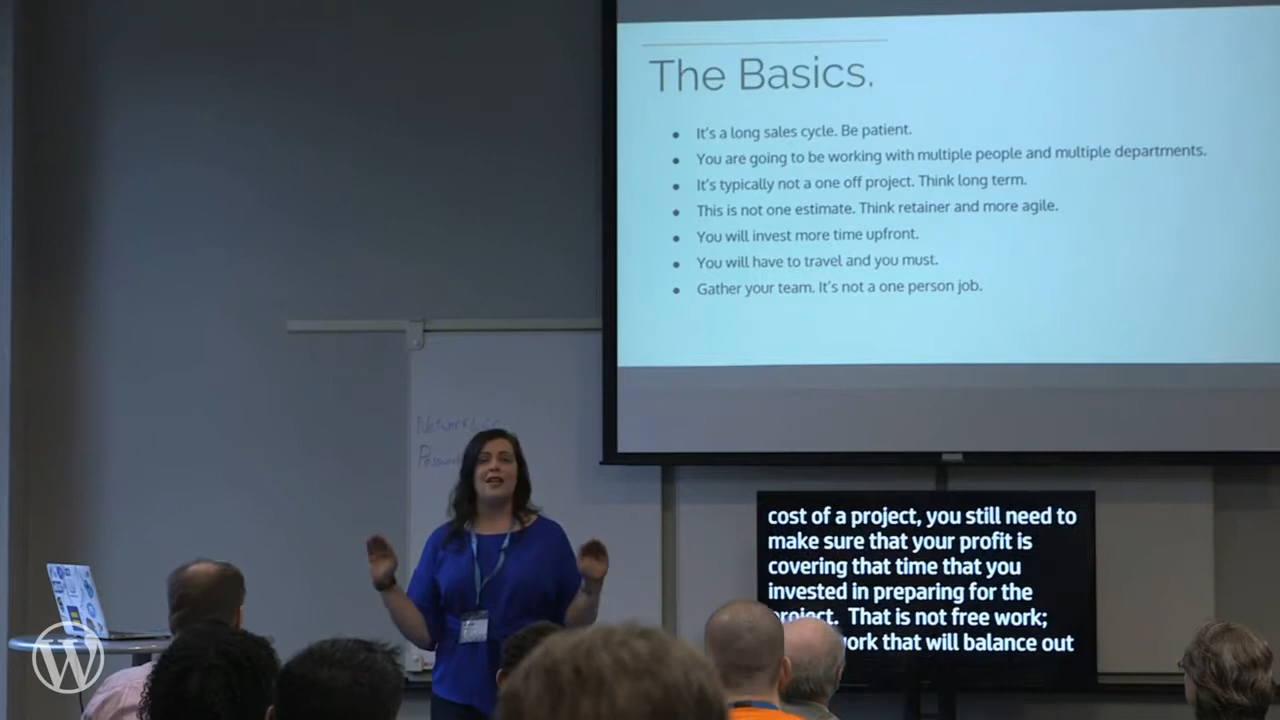 The Basics.
It's a long sales cycle. Be patient.
You are going to be working with multiple people and multiple departments.
It's typically not a one off project. Think long term.
This is not one estimate. Think retainer and more agile.
You will invest more time upfront.
You will have to travel and you must.
Gather your team. It's not a one person job.
Network
cost of a project, you still need to
make sure that your profit is
covering that time that you
invested in preparing for the
project. That is not free work;
work that will balance out